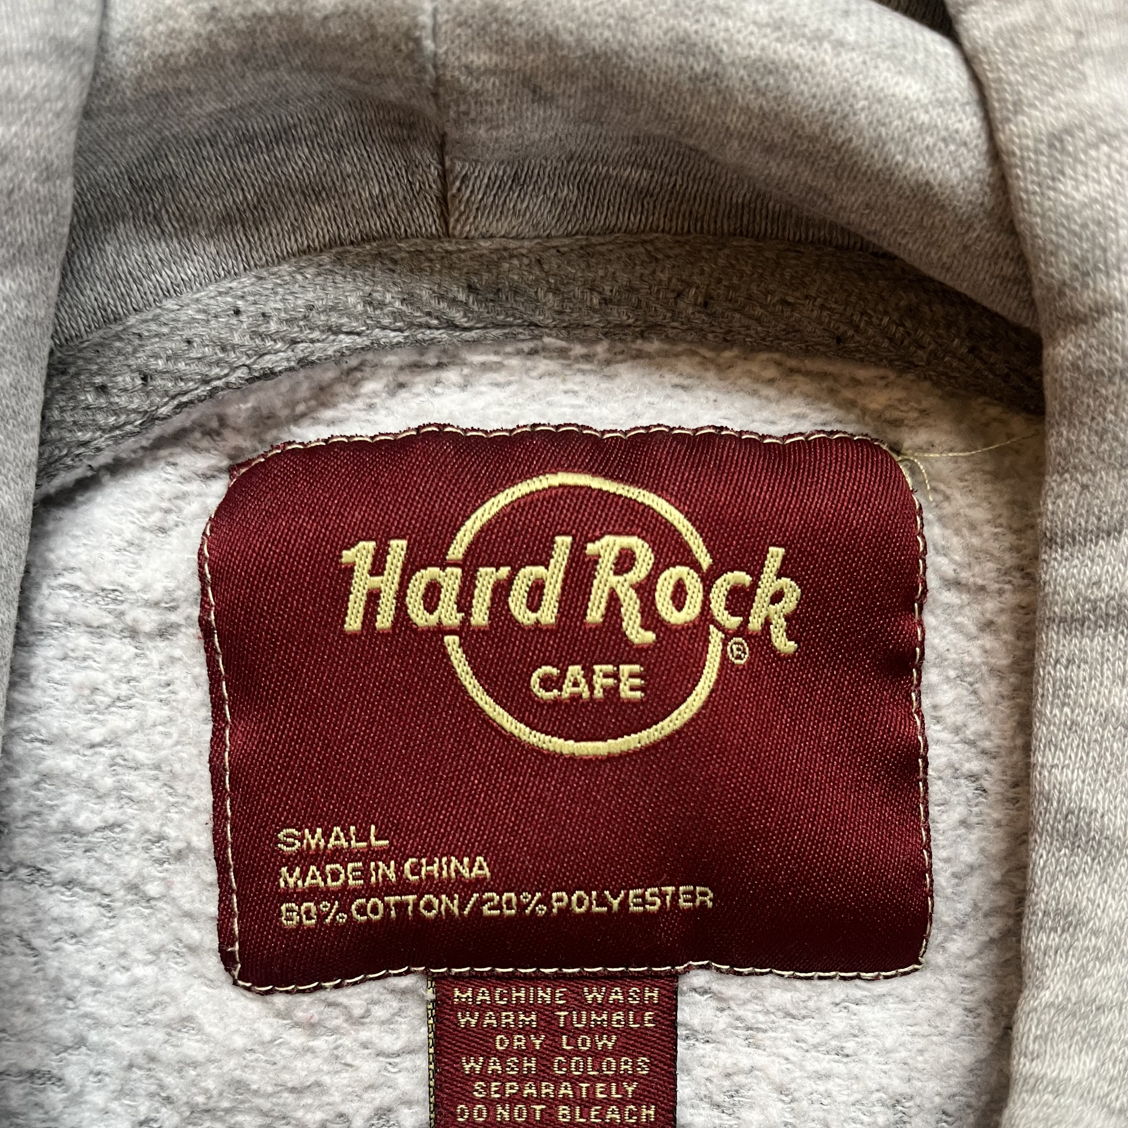 Hard Rock
®
CAFE
SMALL
MADE IN CHINA
80% COTTON/20% POLYESTER
MACHINE WASH
WARM TUMBLE
DRY LOW
WASH COLORS
SEPARATELY
DO NOT BLEACH